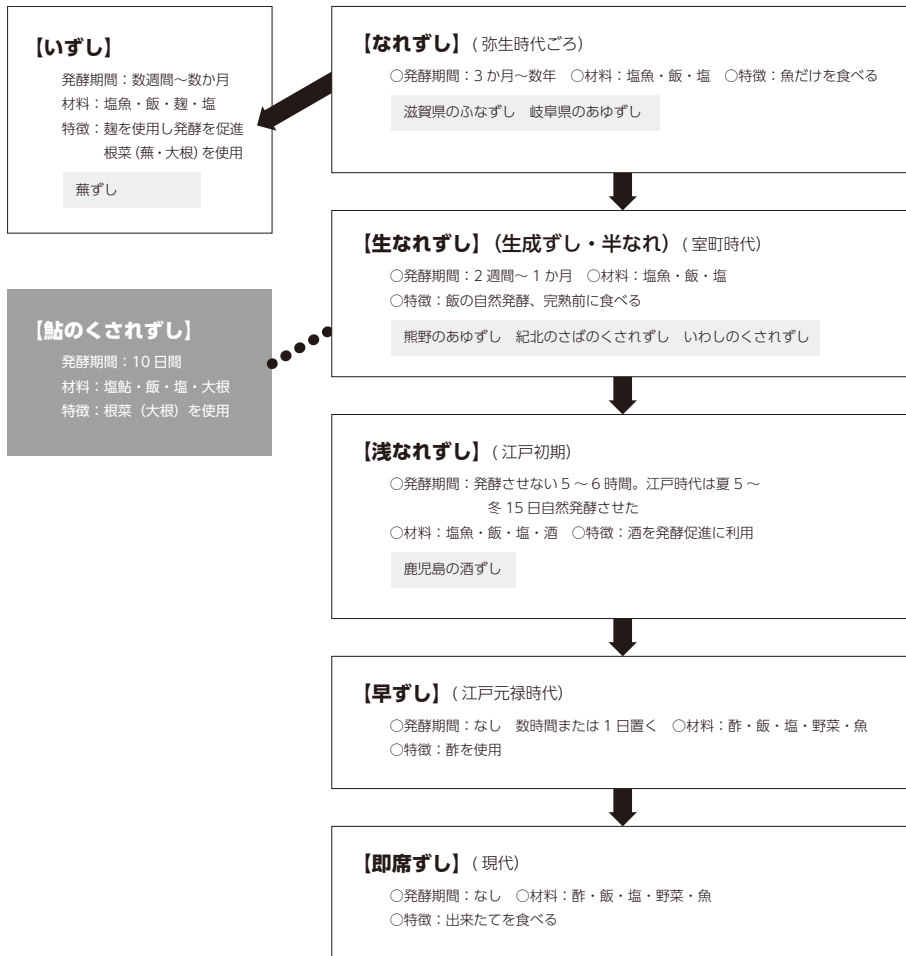 【いずし】
発酵期間：数週間〜数か月
材料：塩魚・飯・麹・塩
特徴：麹を使用し発酵を促進
根菜（蕪・大根）を使用
蕪ずし
【なれずし】（弥生時代ごろ）
○発酵期間：3か月〜数年　○材料：塩魚・飯・塩　○特徴：魚だけを食べる
滋賀県のふなずし　岐阜県のあゆずし
【生なれずし】（生成ずし・半なれ）（室町時代）
○発酵期間：2週間〜1か月　○材料：塩魚・飯・塩
○特徴：飯の自然発酵、完熟前に食べる
熊野のあゆずし　紀北のさばのくされずし　いわしのくされずし
【鮎のくされずし】
発酵期間：10日間
材料：塩鮎・飯・塩・大根
特徴：根菜（大根）を使用
【浅なれずし】（江戸初期）
○発酵期間：発酵させない5〜6時間。江戸時代は夏5〜
冬15日自然発酵させた
○材料：塩魚・飯・塩・酒　○特徴：酒を発酵促進に利用
鹿児島の酒ずし
【早ずし】（江戸元禄時代）
○発酵期間：なし　数時間または1日置く　○材料：酢・飯・塩・野菜・魚
○特徴：酢を使用
【即席ずし】（現代）
○発酵期間：なし　○材料：酢・飯・塩・野菜・魚
○特徴：出来たてを食べる